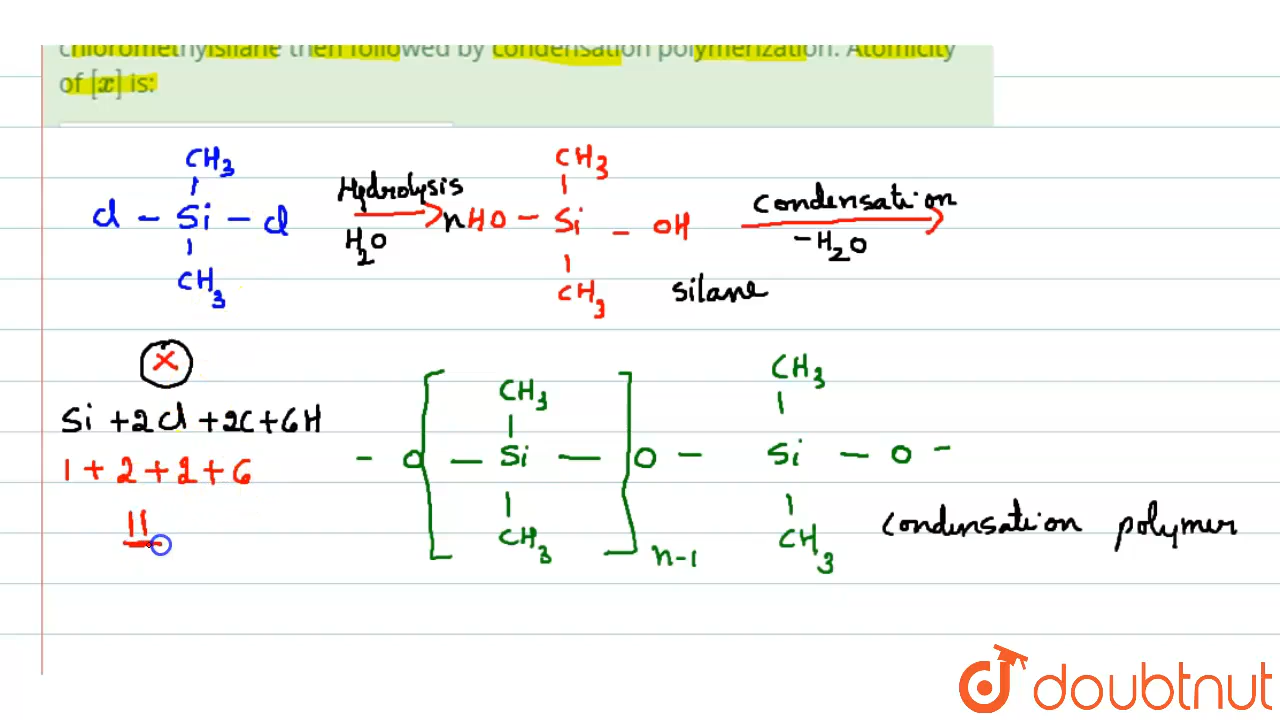 chloromethylsilane then followed by condensation polymerization. Atomicity
of [x] is:
CH3
Cl – Si – Cl
CH3
Hydrolysis
H2O
CH3
nHO – Si – OH
CH3
silane
Condensation
–H2O
X
Si + 2Cl + 2C + 6H
1 + 2 + 2 + 6
11
CH3 CH3
– O [ – Si – ] O – Si – O –
CH3 n-1 CH3
Condensation polymer
doubtnut